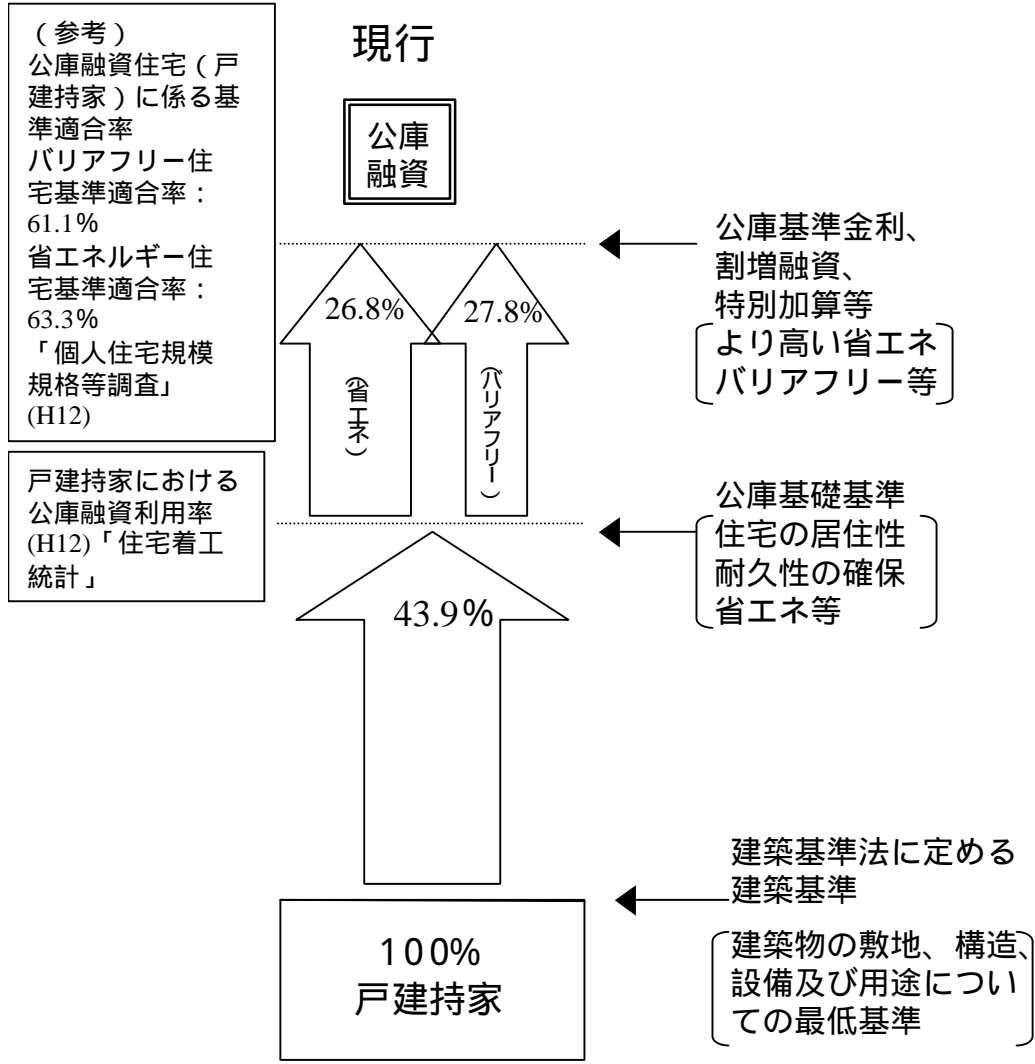 （参考）
公庫融資住宅（戸
建持家）に係る基
準適合率
バリアフリー住
宅基準適合率：
61.1％
省エネルギー住
宅基準適合率：
63.3％
「個人住宅規模
規格等調査」
(H12)
戸建持家における
公庫融資利用率
(H12)「住宅着工
統計」
現行
公庫
融資
26.8％
27.8％
（省エネ）
（バリアフリー）
43.9％
100％
戸建持家
公庫基準金利、
割増融資、
特別加算等
より高い省エネ
バリアフリー等
公庫基礎基準
住宅の居住性
耐久性の確保
省エネ等
建築基準法に定める
建築基準
建築物の敷地、構造、
設備及び用途につい
ての最低基準